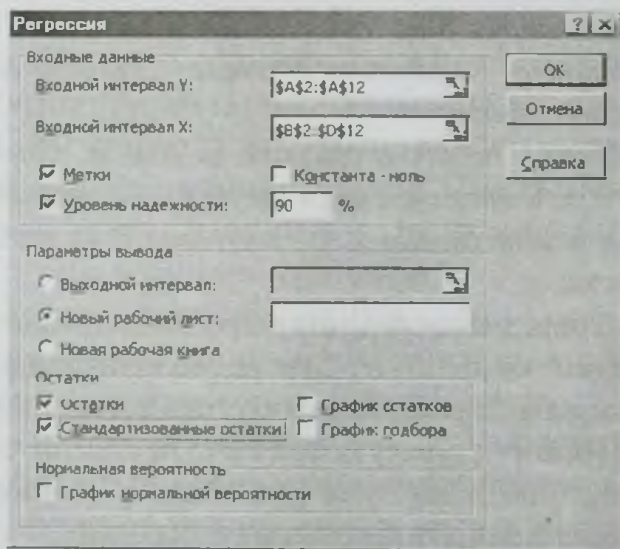 Регрессия
Входные данные
Входной интервал Y: $A$2:$A$12
Входной интервал X: $B$2:$D$12
Метки
Константа - ноль
Уровень надежности: 90 %
OK
Отмена
Справка
Параметры вывода
Выходной интервал:
Новый рабочий лист:
Новая рабочая книга
Остатки
Остатки
График остатков
Стандартизованные остатки
График подбора
Нормальная вероятность
График нормальной вероятности